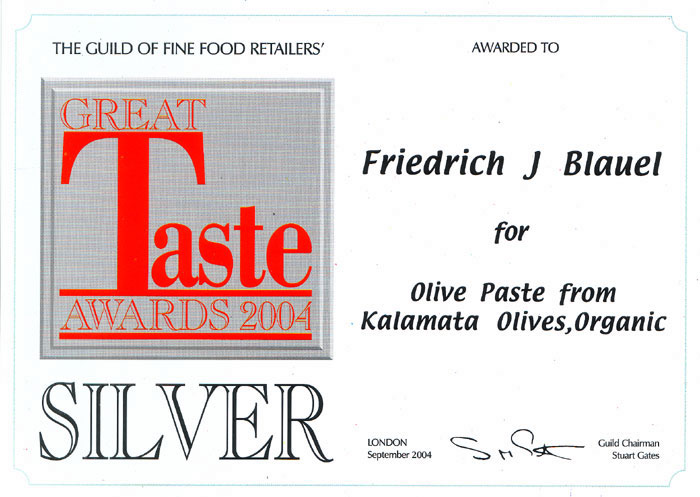 THE GUILD OF FINE FOOD RETAILERS'
GREAT
Taste
AWARDS 2004
SILVER
AWARDED TO
Friedrich J Blauel
for
Olive Paste from
Kalamata Olives,Organic
LONDON
September 2004
Guild Chairman
Stuart Gates